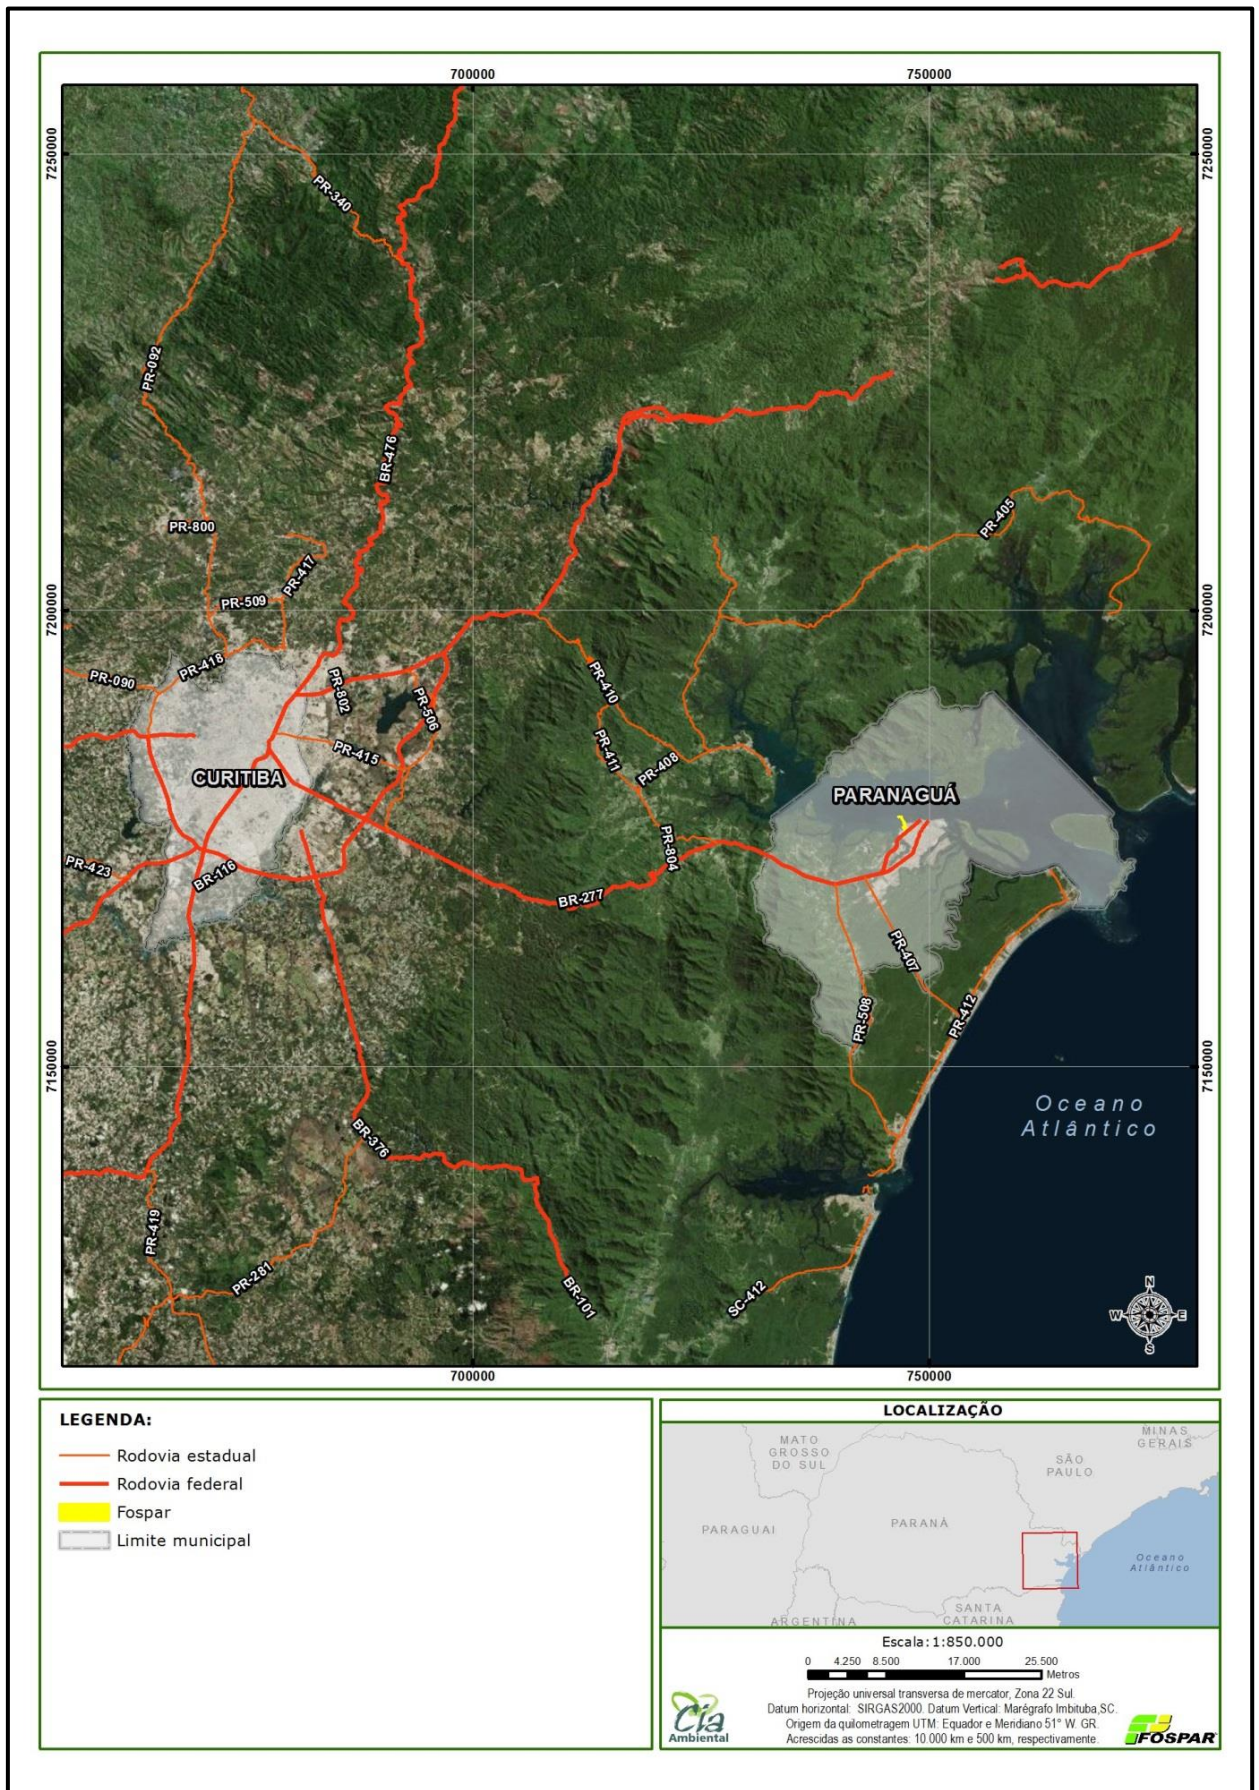 700000
750000
7250000
7250000
PR-340
PR-092
BR-476
PR-800
PR-417
PR-405
PR-509
7200000
7200000
PR-418
PR-090
PR-802
PR-506
PR-410
PR-415
PR-411
PR-408
CURITIBA
PARANAGUÁ
PR-804
PR-423
BR-116
BR-277
PR-407
PR-508
PR-412
7150000
7150000
Oceano
Atlântico
BR-376
PR-419
PR-281
BR-101
SC-412
N
W
E
S
700000
750000
LEGENDA:
Rodovia estadual
Rodovia federal
Fospar
Limite municipal
LOCALIZAÇÃO
MATO
GROSSO
DO SUL
MINAS
GERAIS
SÃO
PAULO
PARAGUAI
PARANÁ
Oceano
Atlântico
ARGENTINA
SANTA
CATARINA
Escala: 1:850.000
0 4.250 8.500 17.000 25.500
Metros
Projeção universal transversa de mercator, Zona 22 Sul.
Datum horizontal: SIRGAS2000. Datum Vertical: Marégrafo Imbituba,SC.
Origem da quilometragem UTM: Equador e Meridiano 51° W. GR.
Acrescidas as constantes: 10.000 km e 500 km, respectivamente.
Cia
Ambiental
FOSPAR